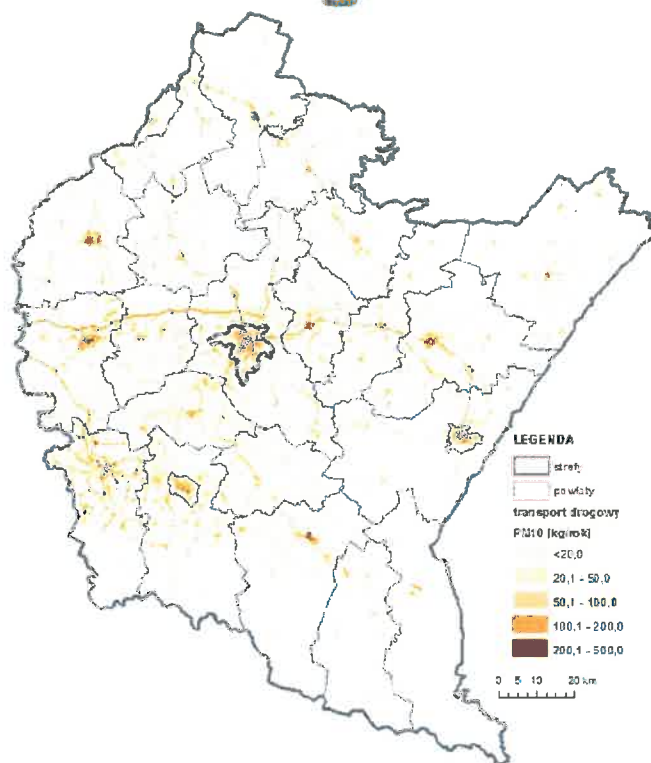 LEGENDA
strefy
powiaty
transport drogowy
PM10 [kg/rok]
<20,0
20,1 - 50,0
50,1 - 100,0
100,1 - 200,0
200,1 - 500,0
0 5 10 20 km